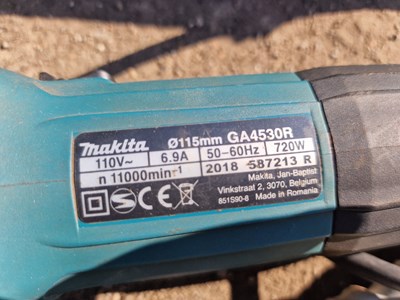 makita Ø115mm GA4530R
110V~ 6.9A 50-60Hz 720W
n 11000min-1 2018 587213 R
Makita, Jan-Baptist
Vinkstraat 2, 3070, Belgium
851S90-8 Made in Romania